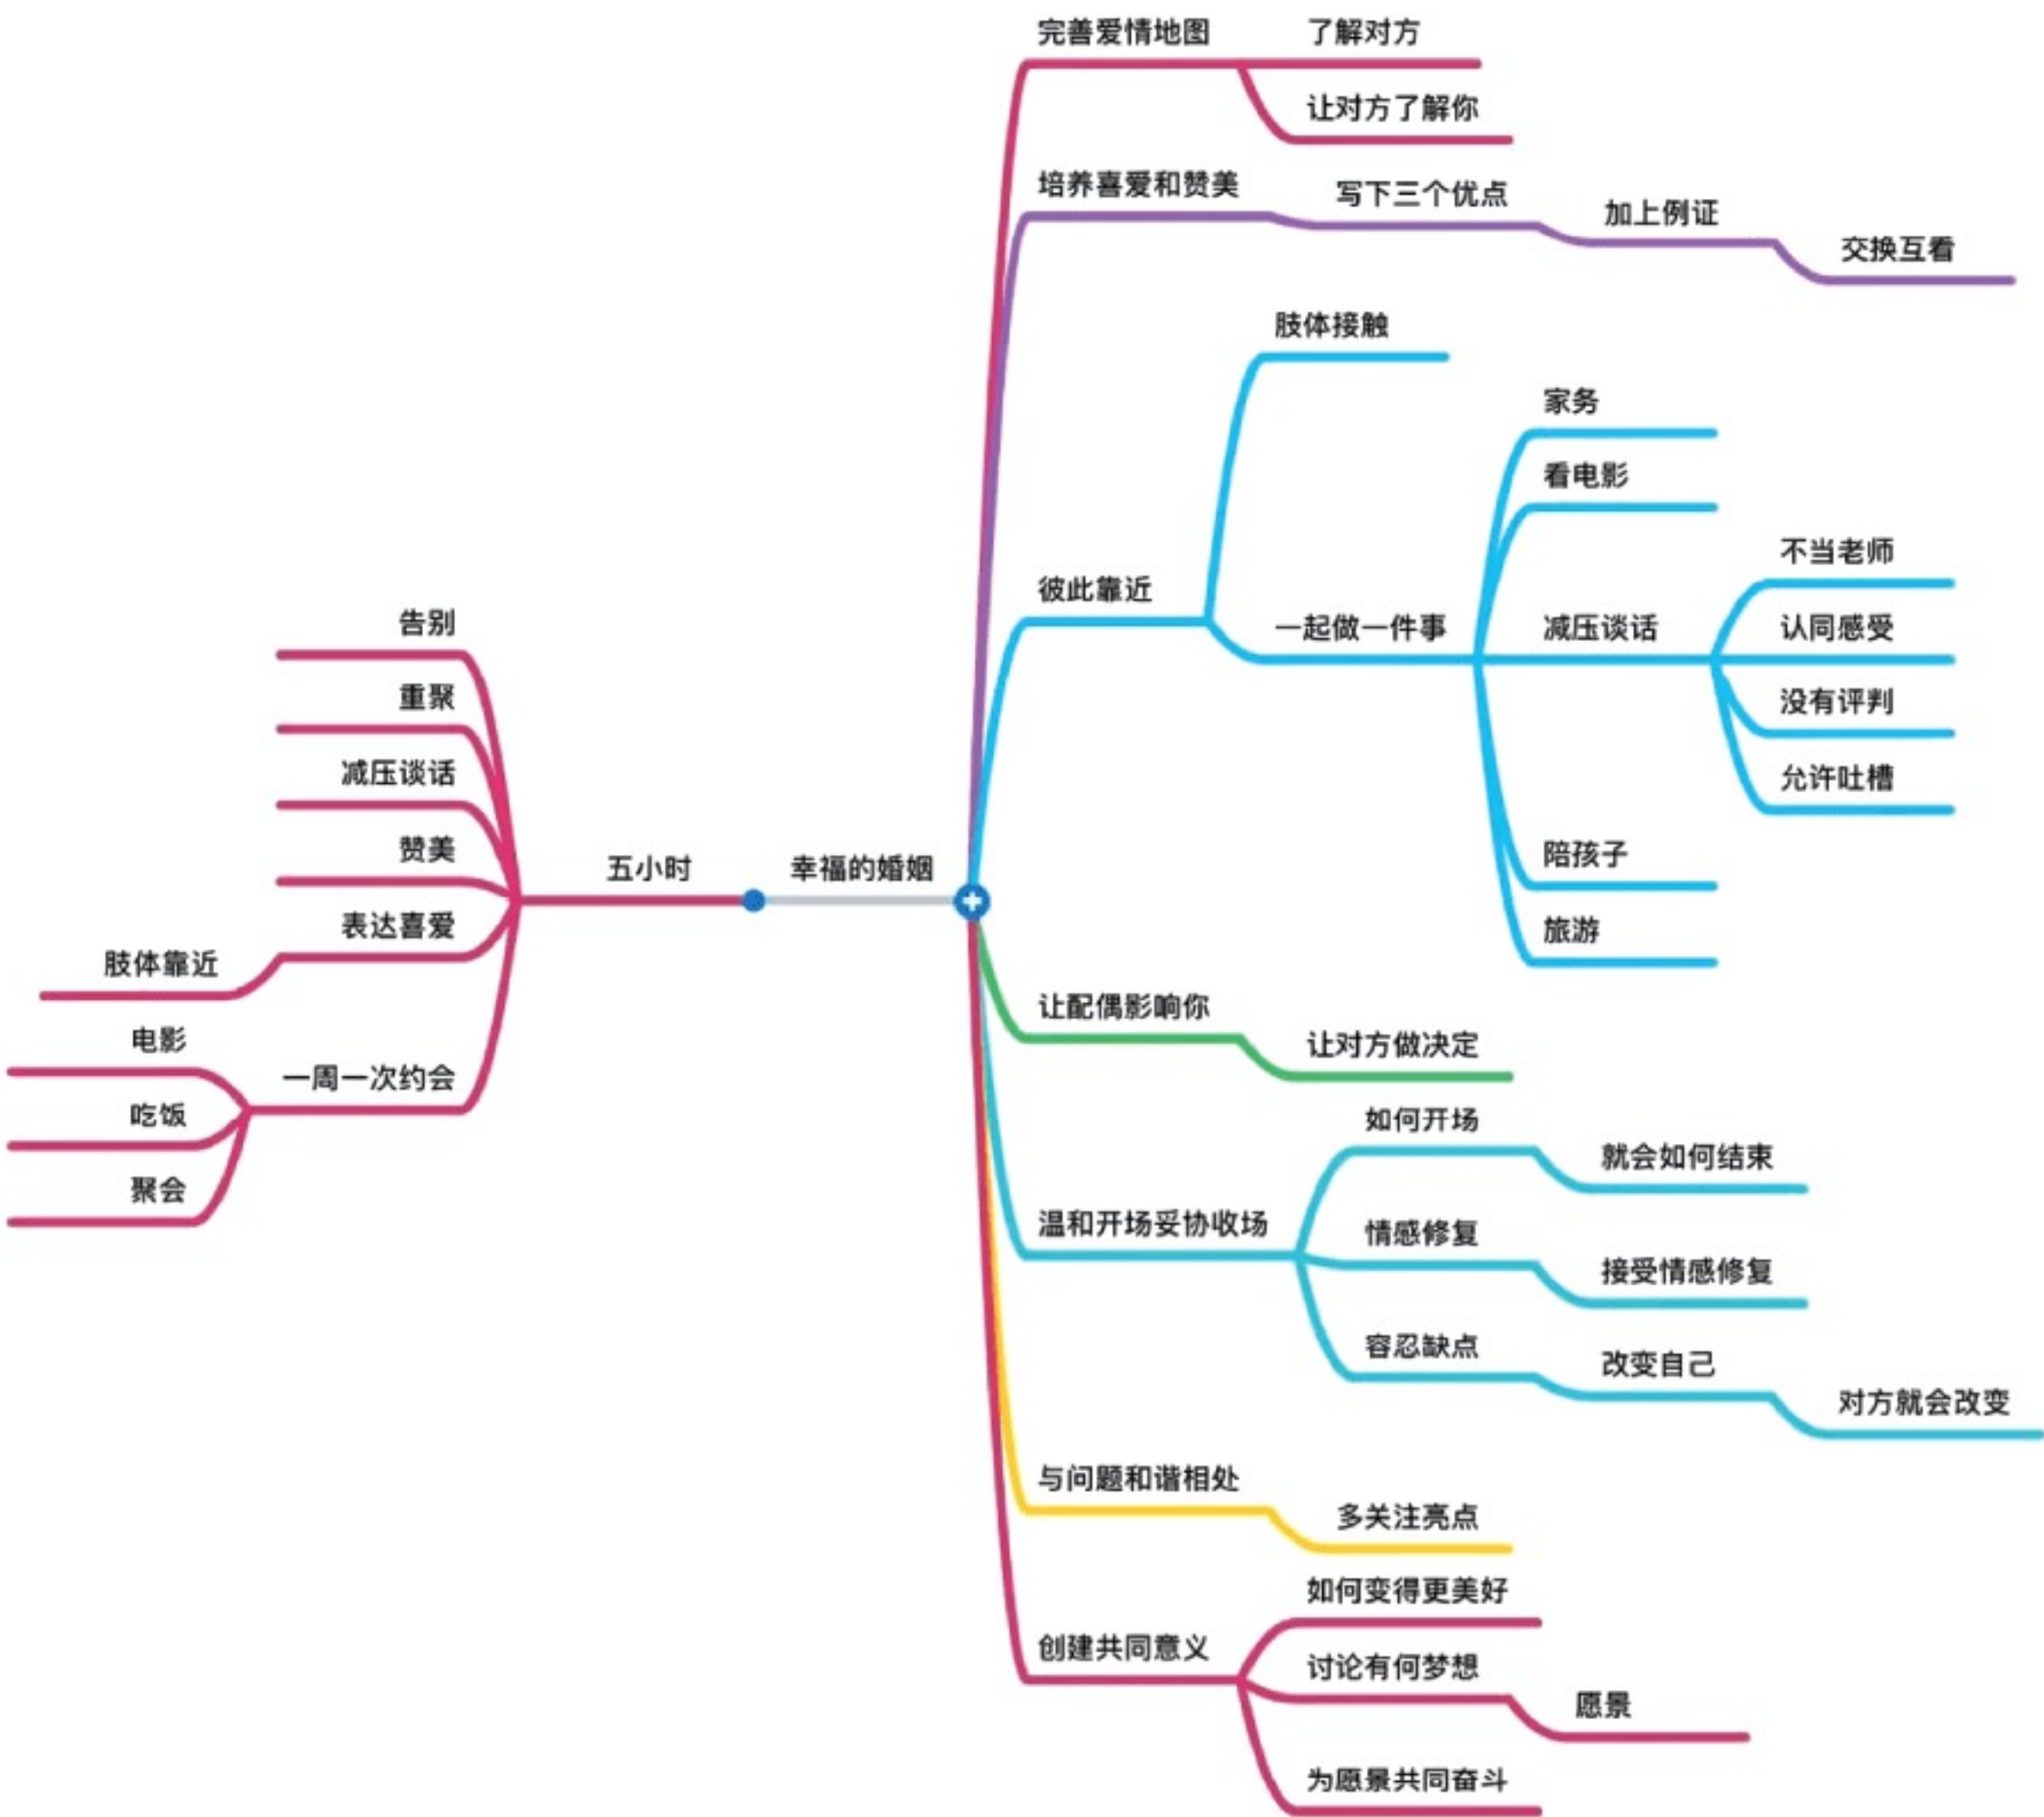 幸福的婚姻
完善爱情地图
了解对方
让对方了解你
培养喜爱和赞美
写下三个优点
加上例证
交换互看
彼此靠近
肢体接触
一起做一件事
家务
看电影
减压谈话
不当老师
认同感受
没有评判
允许吐槽
陪孩子
旅游
让配偶影响你
让对方做决定
温和开场妥协收场
如何开场
就会如何结束
情感修复
接受情感修复
容忍缺点
改变自己
对方就会改变
与问题和谐相处
多关注亮点
创建共同意义
如何变得更美好
讨论有何梦想
愿景
为愿景共同奋斗
五小时
告别
重聚
减压谈话
赞美
表达喜爱
肢体靠近
一周一次约会
电影
吃饭
聚会